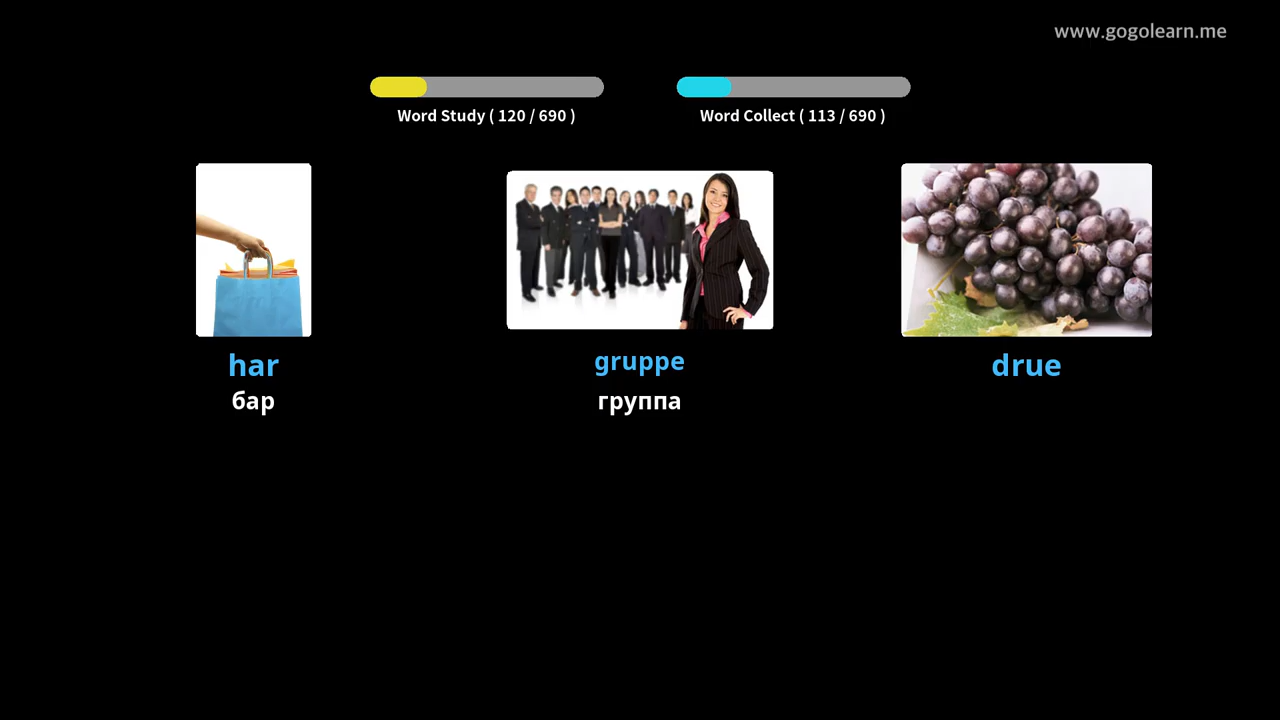 www.gogolearn.me
Word Study ( 120 / 690 )
Word Collect ( 113 / 690 )
har
бар
gruppe
группа
drue